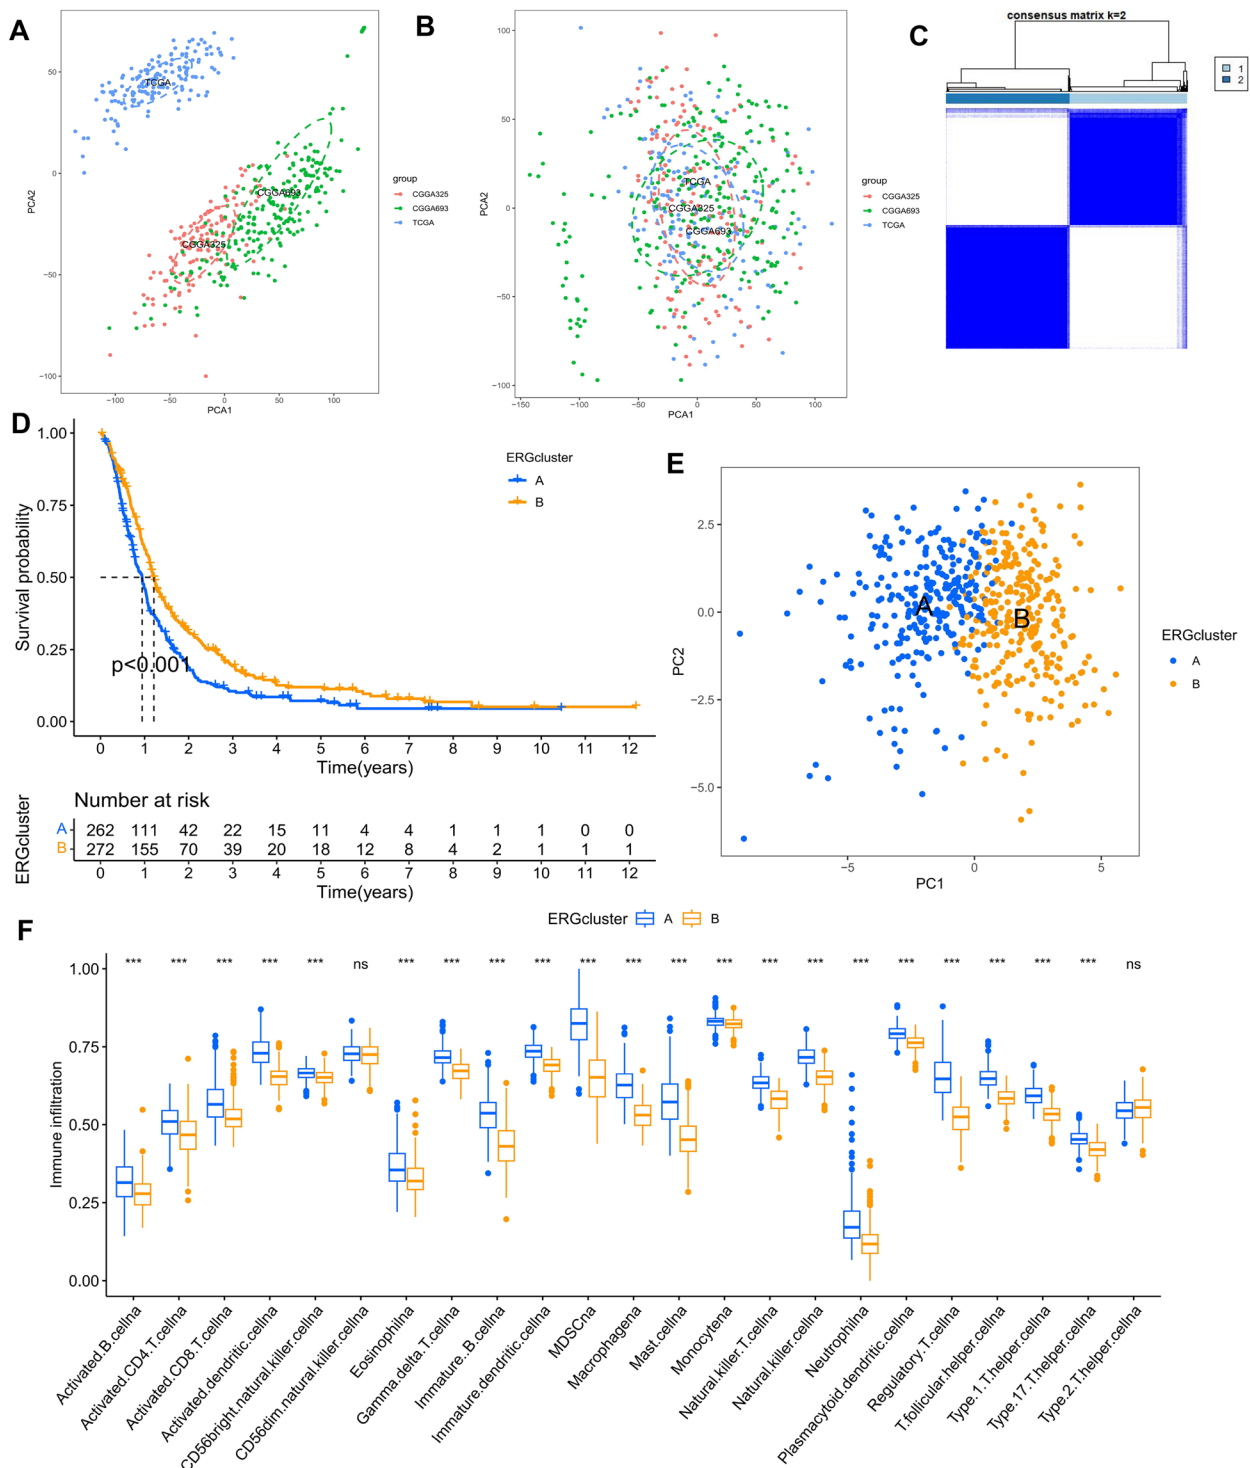 A
50
0
−50
−100
PCA2
−100
−50
0
50
100
PCA1
TCGA
CGGA693
CGGA325
group
CGGA325
CGGA693
TCGA
B
100
50
0
−50
−100
PCA2
−150
−100
−50
0
50
100
PCA1
TCGA
CGGA325
CGGA693
group
CGGA325
CGGA693
TCGA
C
consensus matrix k=2
1
2
D
1.00
0.75
0.50
0.25
0.00
Survival probability
p<0.001
ERGcluster
A
B
0 1 2 3 4 5 6 7 8 9 10 11 12
Time(years)
Number at risk
ERGcluster
A 262 111 42 22 15 11 4 4 1 1 1 0 0
B 272 155 70 39 20 18 12 8 4 2 1 1 1
0 1 2 3 4 5 6 7 8 9 10 11 12
Time(years)
E
2.5
0.0
−2.5
−5.0
PC2
A
B
−5 0 5
PC1
ERGcluster
A
B
F
ERGcluster A B
*** *** *** *** *** ns *** *** *** *** *** *** *** *** *** *** *** *** *** *** *** *** ns
1.00
0.75
0.50
0.25
0.00
Immune infiltration
Activated.B.cellna
Activated.CD4.T.cellna
Activated.CD8.T.cellna
Activated.dendritic.cellna
CD56bright.natural.killer.cellna
CD56dim.natural.killer.cellna
Eosinophilna
Gamma.delta.T.cellna
Immature..B.cellna
Immature.dendritic.cellna
MDSCna
Macrophagena
Mast.cellna
Monocytena
Natural.killer.T.cellna
Natural.killer.cellna
Neutrophilna
Plasmacytoid.dendritic.cellna
Regulatory.T.cellna
T.follicular.helper.cellna
Type.1.T.helper.cellna
Type.17.T.helper.cellna
Type.2.T.helper.cellna